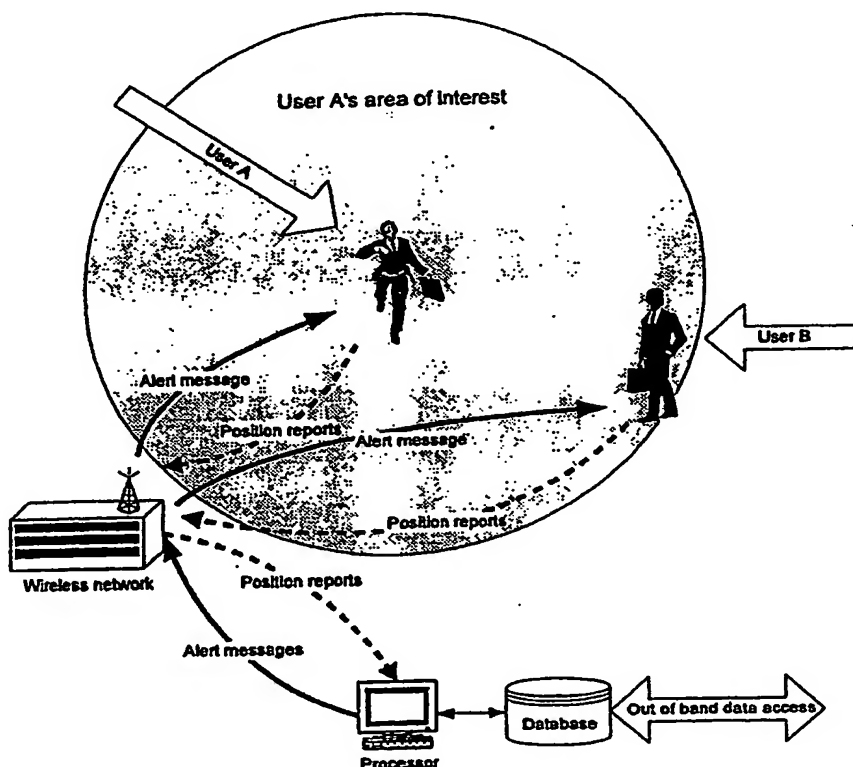 User A's area of interest
User A
User B
Alert message
Position reports
Alert message
Position reports
Wireless network
Position reports
Alert messages
Out of band data access
Database
Processor